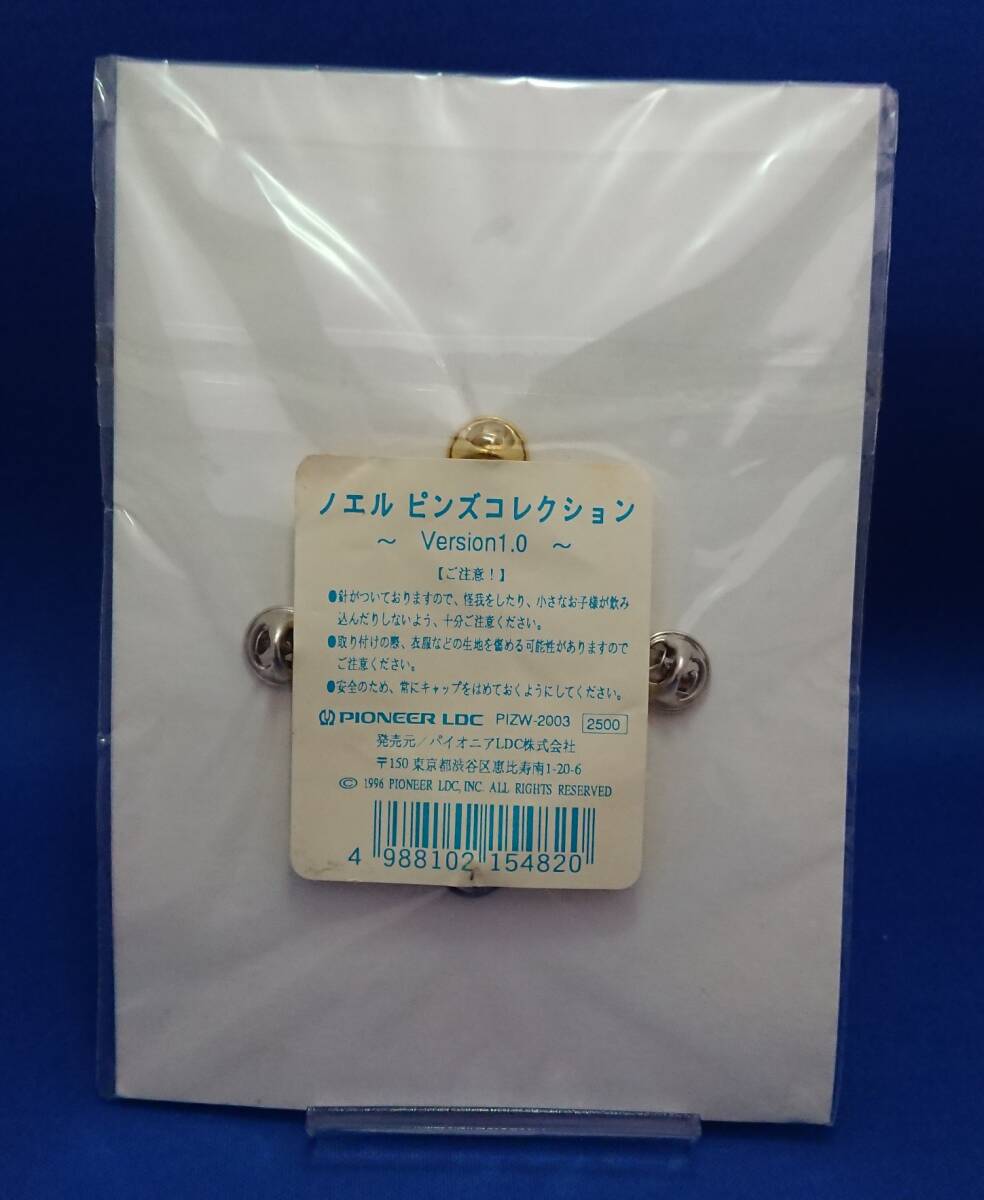 ノエル ピンズコレクション
～ Version1.0 ～
【ご注意！】
●針がついておりますので、怪我をしたり、小さなお子様が飲み
込んだりしないよう、十分ご注意ください。
●取り付けの際、衣服などの生地を傷める可能性がありますので
ご注意ください。
●安全のため、常にキャップをはめておくようにしてください。
PIONEER LDC PIZW-2003 2500
発売元／パイオニアLDC株式会社
〒150 東京都渋谷区恵比寿南1-20-6
© 1996 PIONEER LDC, INC. ALL RIGHTS RESERVED
4 988102 154820